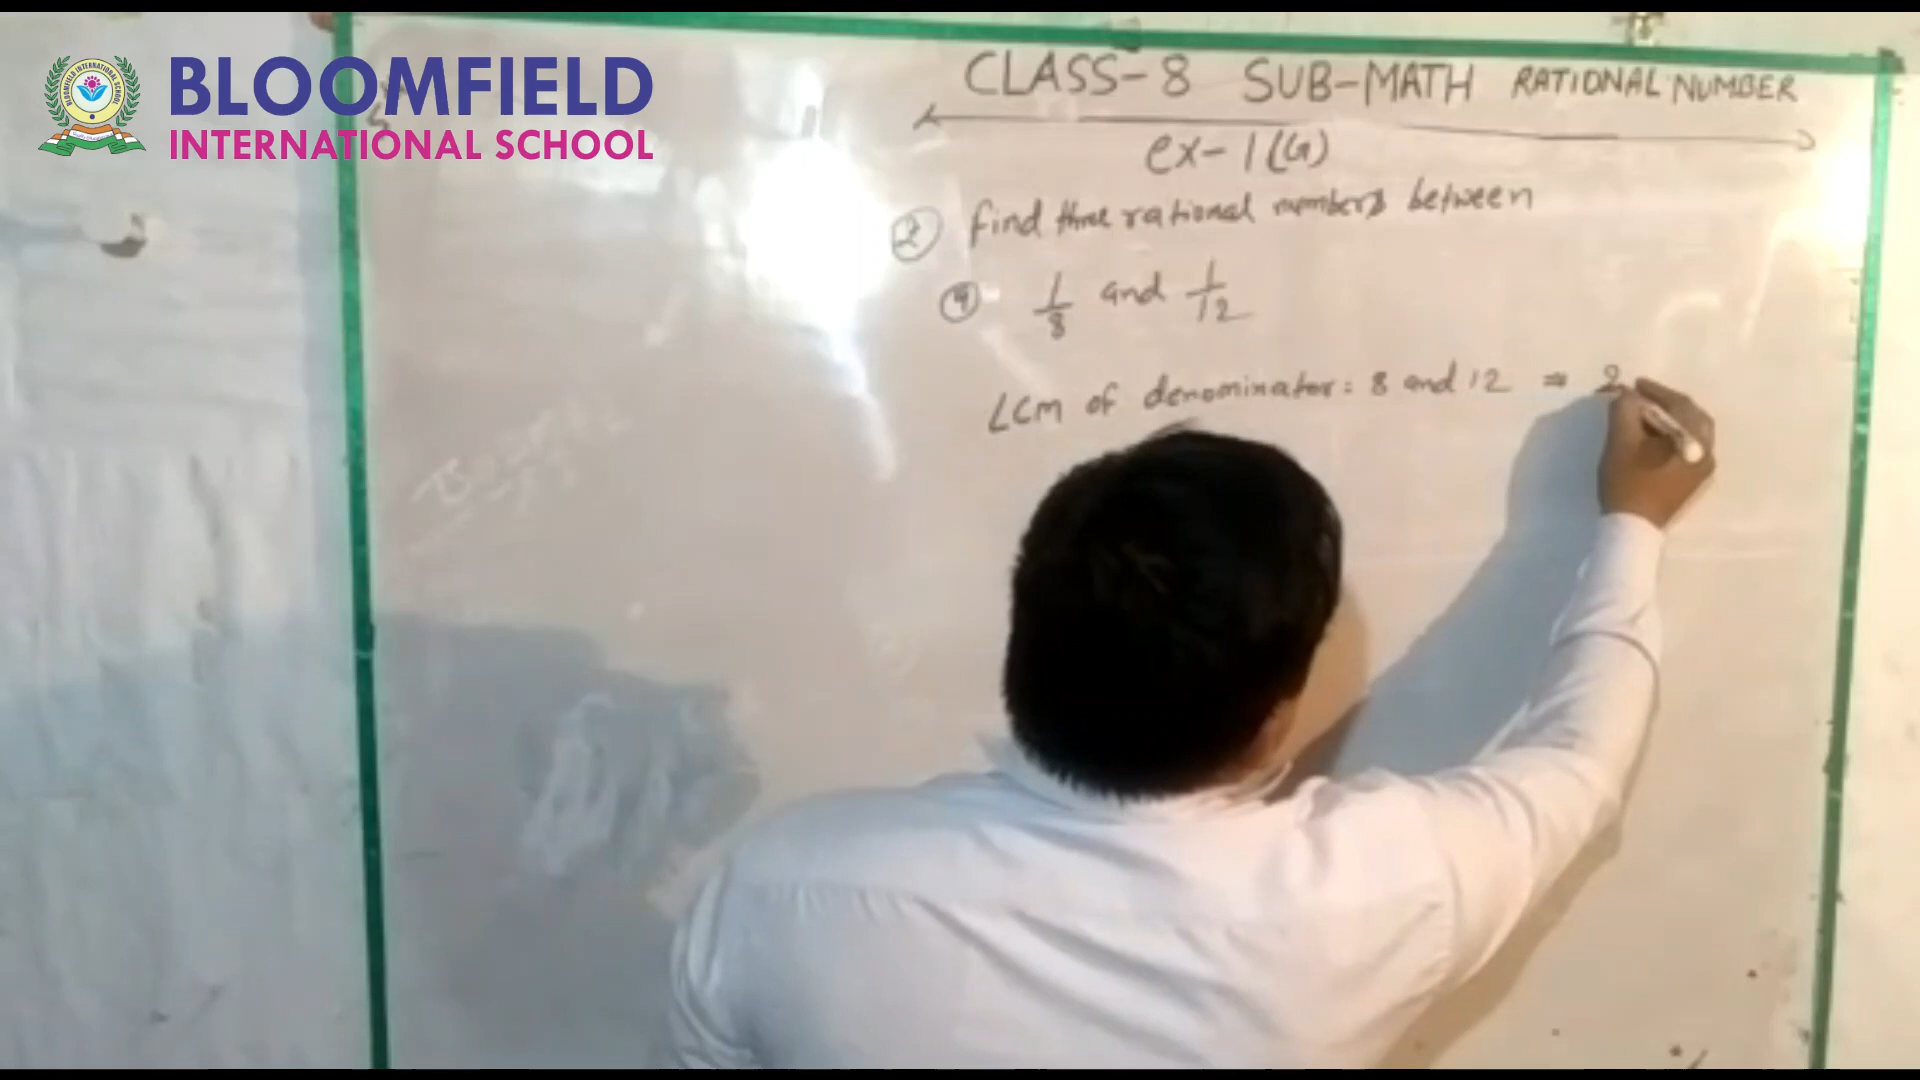 BLOOMFIELD
INTERNATIONAL SCHOOL
CLASS-8 SUB-MATH RATIONAL NUMBER
ex-1(G)
② find three rational numbers between
1/8 and 1/12
LCM of denominator: 8 and 12 ⇒ 2